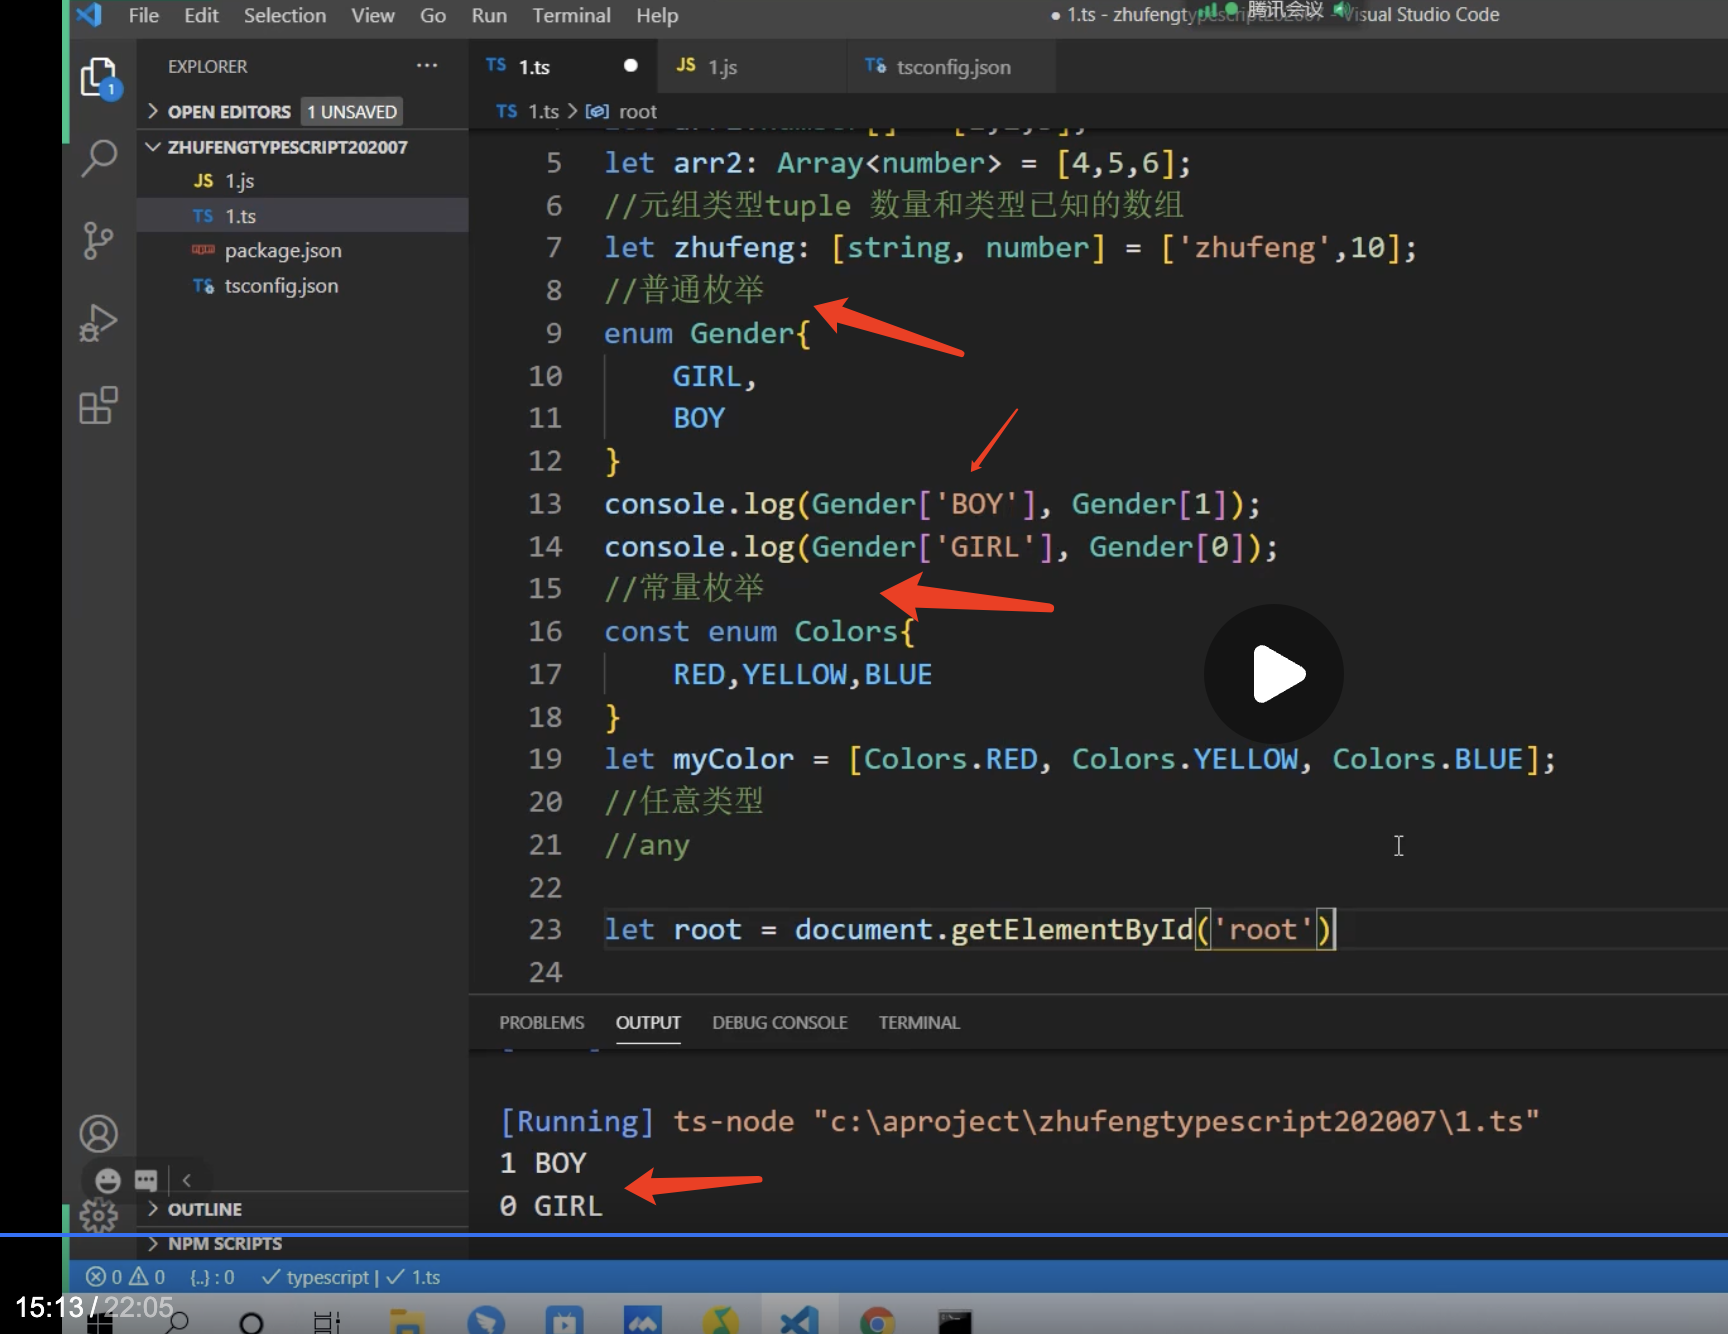 File Edit Selection View Go Run Terminal Help
● 1.ts - zhufengtypescript202007 - Visual Studio Code
腾讯会议
EXPLORER ···
OPEN EDITORS 1 UNSAVED
ZHUFENGTYPESCRIPT202007
JS 1.js
TS 1.ts
package.json
TS tsconfig.json
1
TS 1.ts ●
JS 1.js
TS tsconfig.json
TS 1.ts > root
5 let arr2: Array<number> = [4,5,6];
6 //元组类型tuple 数量和类型已知的数组
7 let zhufeng: [string, number] = ['zhufeng',10];
8 //普通枚举
9 enum Gender{
10 GIRL,
11 BOY
12 }
13 console.log(Gender['BOY'], Gender[1]);
14 console.log(Gender['GIRL'], Gender[0]);
15 //常量枚举
16 const enum Colors{
17 RED,YELLOW,BLUE
18 }
19 let myColor = [Colors.RED, Colors.YELLOW, Colors.BLUE];
20 //任意类型
21 //any
22
23 let root = document.getElementById('root')
24
PROBLEMS OUTPUT DEBUG CONSOLE TERMINAL
[Running] ts-node "c:\aproject\zhufengtypescript202007\1.ts"
1 BOY
0 GIRL
OUTLINE
NPM SCRIPTS
0 0 {..} : 0 ✓ typescript | ✓ 1.ts
15:13 / 22:05